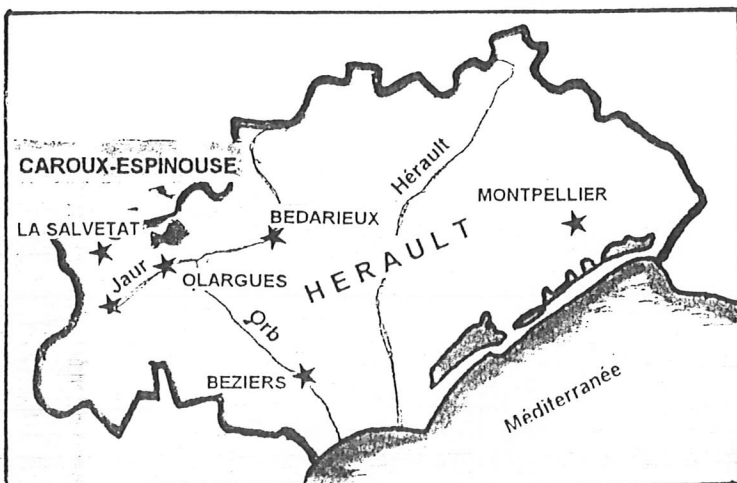 CAROUX-ESPINOUSE
Hérault
MONTPELLIER
LA SALVETAT
BEDARIEUX
HERAULT
Jaur
OLARGUES
Orb
BEZIERS
Méditerranée